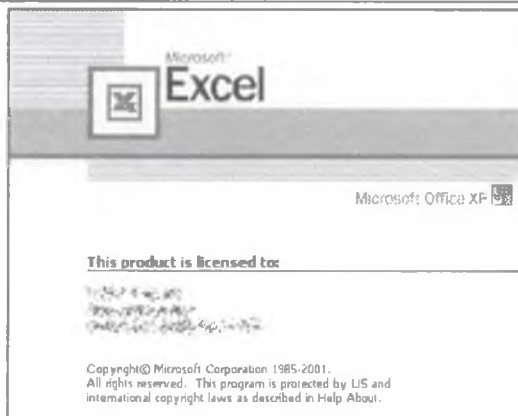 Microsoft
Excel
Microsoft Office XP
This product is licensed to:
Copyright© Microsoft Corporation 1985-2001.
All rights reserved. This program is protected by US and
international copyright laws as described in Help About.